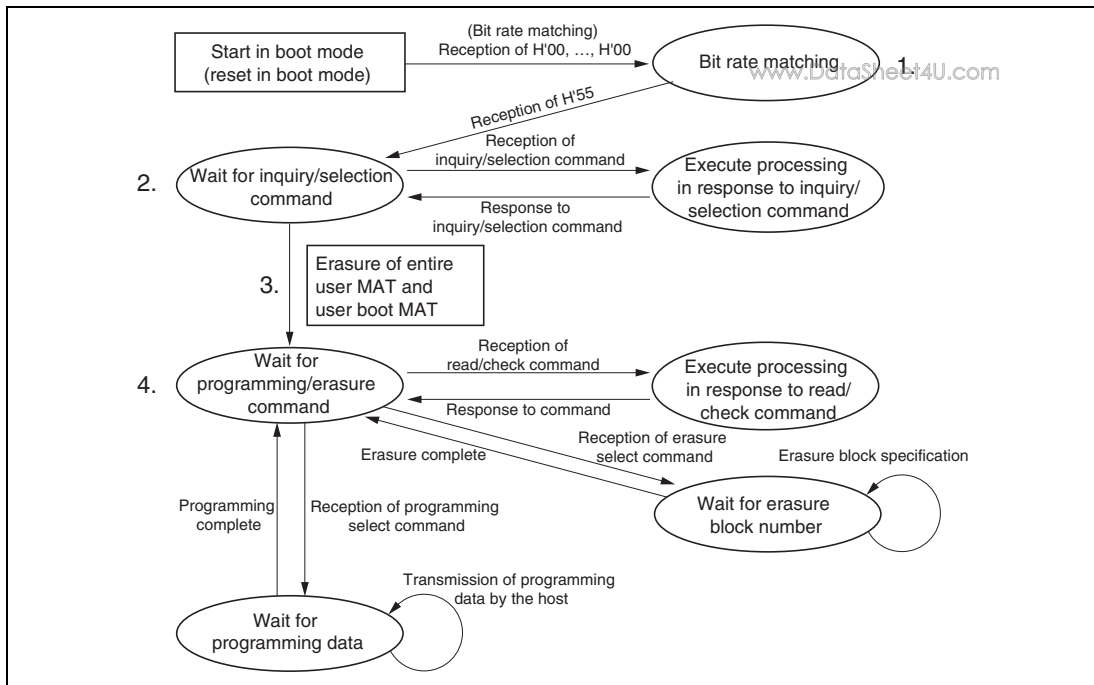 Start in boot mode
(reset in boot mode)
(Bit rate matching)
Reception of H'00, …, H'00
Bit rate matching
1.
www.DataSheet4U.com
Reception of H'55
2.
Wait for inquiry/selection
command
Reception of
inquiry/selection command
Response to
inquiry/selection command
Execute processing
in response to inquiry/
selection command
3.
Erasure of entire
user MAT and
user boot MAT
4.
Wait for
programming/erasure
command
Reception of
read/check command
Response to command
Execute processing
in response to read/
check command
Erasure complete
Reception of erasure
select command
Erasure block specification
Wait for erasure
block number
Programming
complete
Reception of programming
select command
Transmission of programming
data by the host
Wait for
programming data